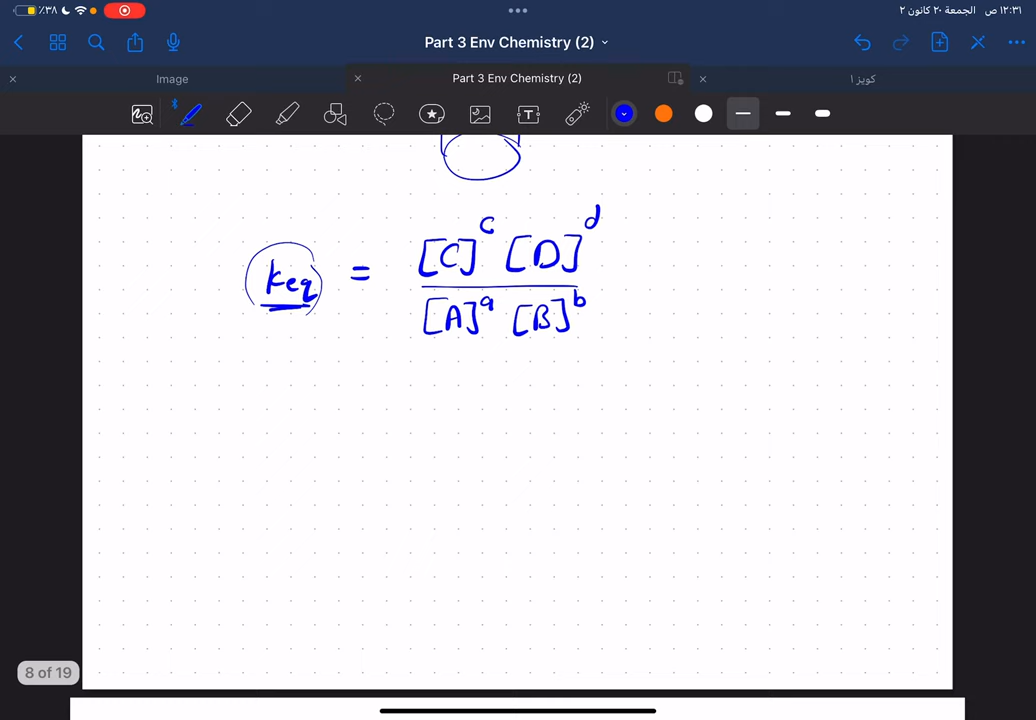 ٪٣٨ ١٢:٣١ ص الجمعة ٢٠ كانون ٢
Part 3 Env Chemistry (2)
Image Part 3 Env Chemistry (2) كويز ١
Keq = [C]^c [D]^d
[A]^a [B]^b
8 of 19